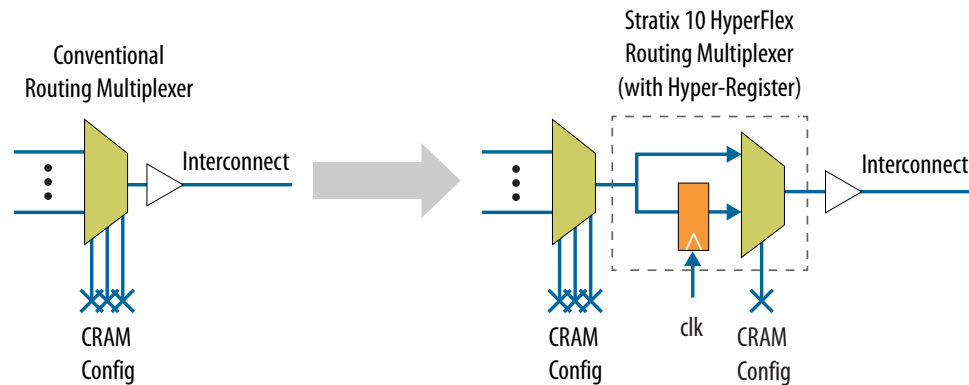 Conventional
Routing Multiplexer
Interconnect
CRAM
Config
Stratix 10 HyperFlex
Routing Multiplexer
(with Hyper-Register)
Interconnect
CRAM
Config
clk
CRAM
Config